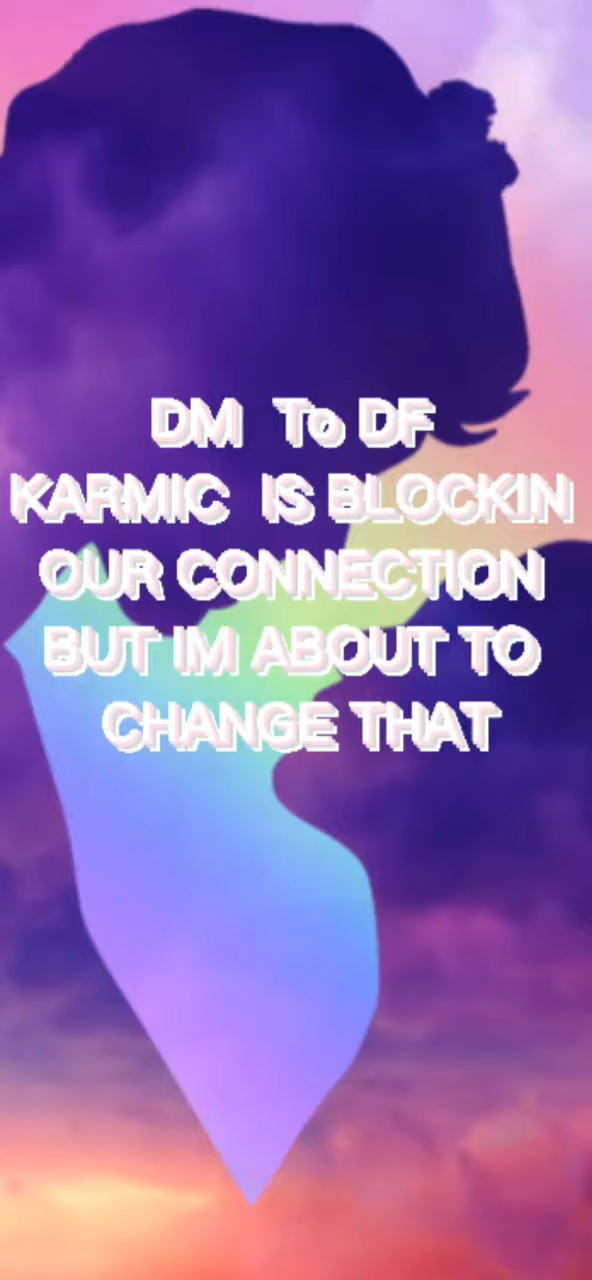 DM To DF
KARMIC IS BLOCKIN
OUR CONNECTION
BUT IM ABOUT TO
CHANGE THAT